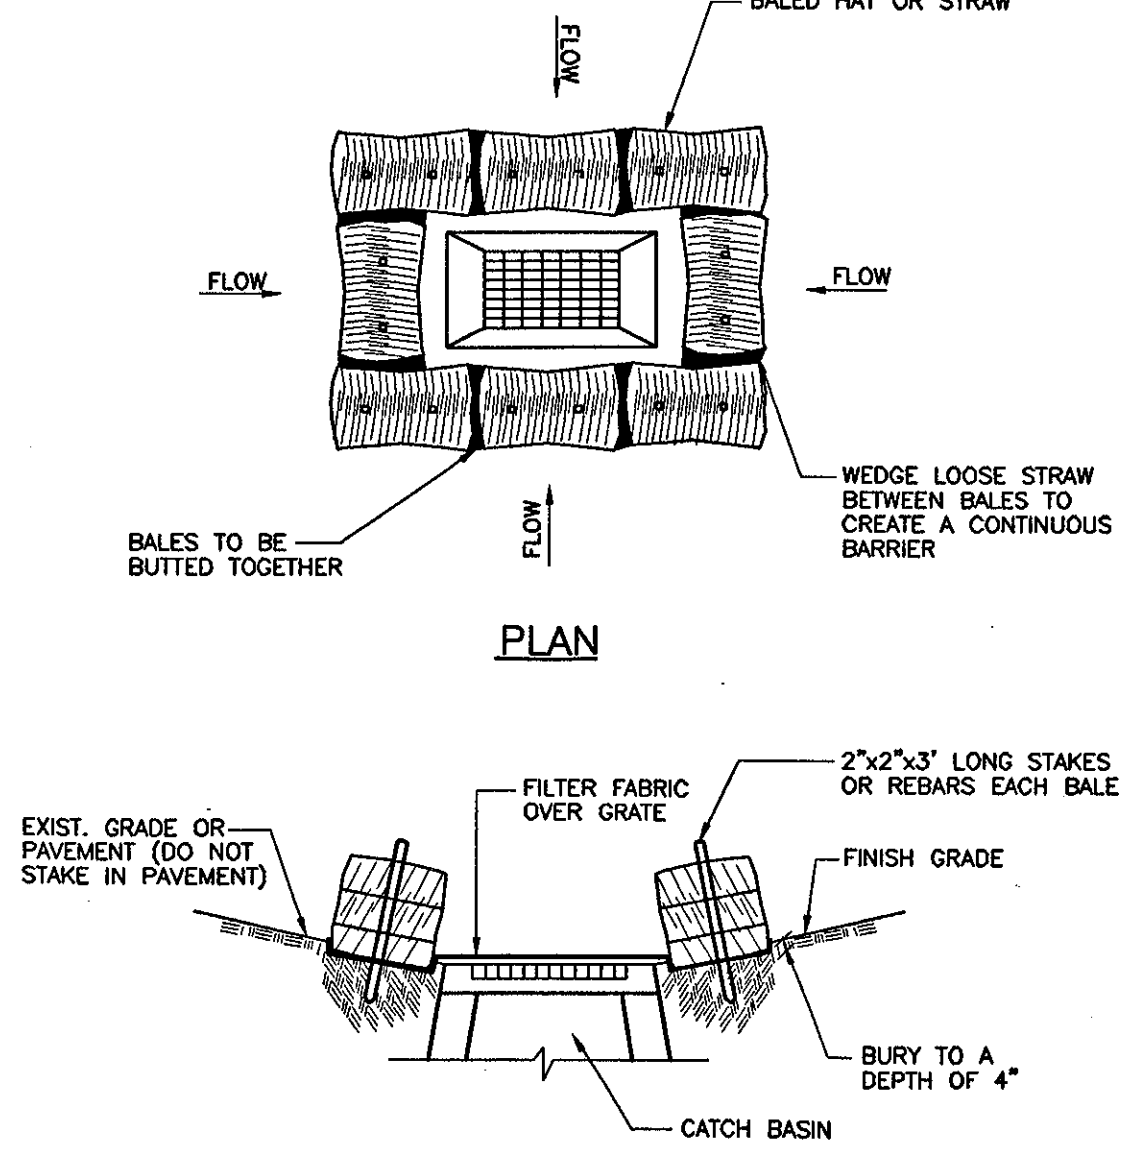 BALED HAY OR STRAW
FLOW
FLOW
FLOW
WEDGE LOOSE STRAW
BETWEEN BALES TO
CREATE A CONTINUOUS
BARRIER
BALES TO BE
BUTTED TOGETHER
FLOW
PLAN
2"x2"x3' LONG STAKES
OR REBARS EACH BALE
FILTER FABRIC
OVER GRATE
EXIST. GRADE OR
PAVEMENT (DO NOT
STAKE IN PAVEMENT)
FINISH GRADE
BURY TO A
DEPTH OF 4"
CATCH BASIN